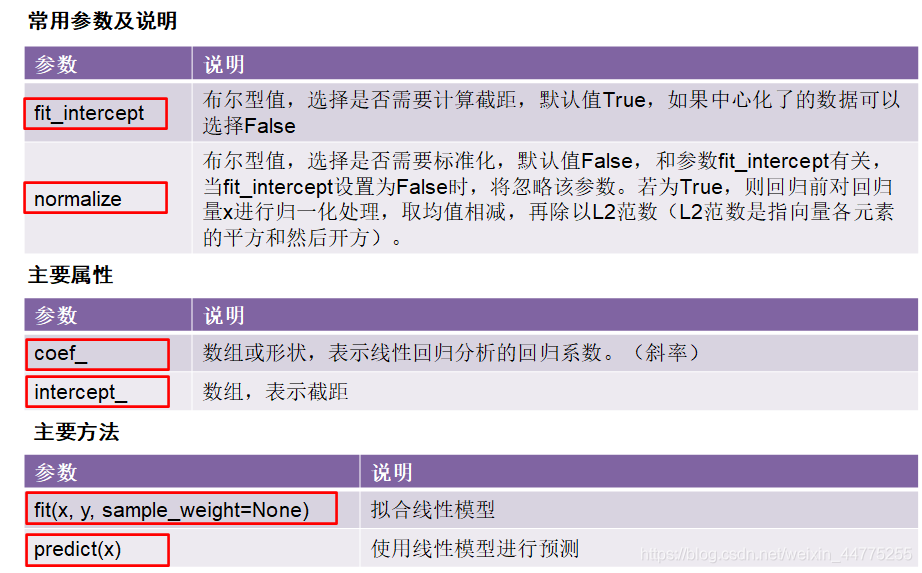 常用参数及说明
参数 说明
fit_intercept 布尔型值，选择是否需要计算截距，默认值True，如果中心化了的数据可以
选择False
normalize 布尔型值，选择是否需要标准化，默认值False，和参数fit_intercept有关，
当fit_intercept设置为False时，将忽略该参数。若为True，则回归前对回归
量x进行归一化处理，取均值相减，再除以L2范数（L2范数是指向量各元素
的平方和然后开方）。
主要属性
参数 说明
coef_ 数组或形状，表示线性回归分析的回归系数。（斜率）
intercept_ 数组，表示截距
主要方法
参数 说明
fit(x, y, sample_weight=None) 拟合线性模型
predict(x) 使用线性模型进行预测
https://blog.csdn.net/weixin_44775255